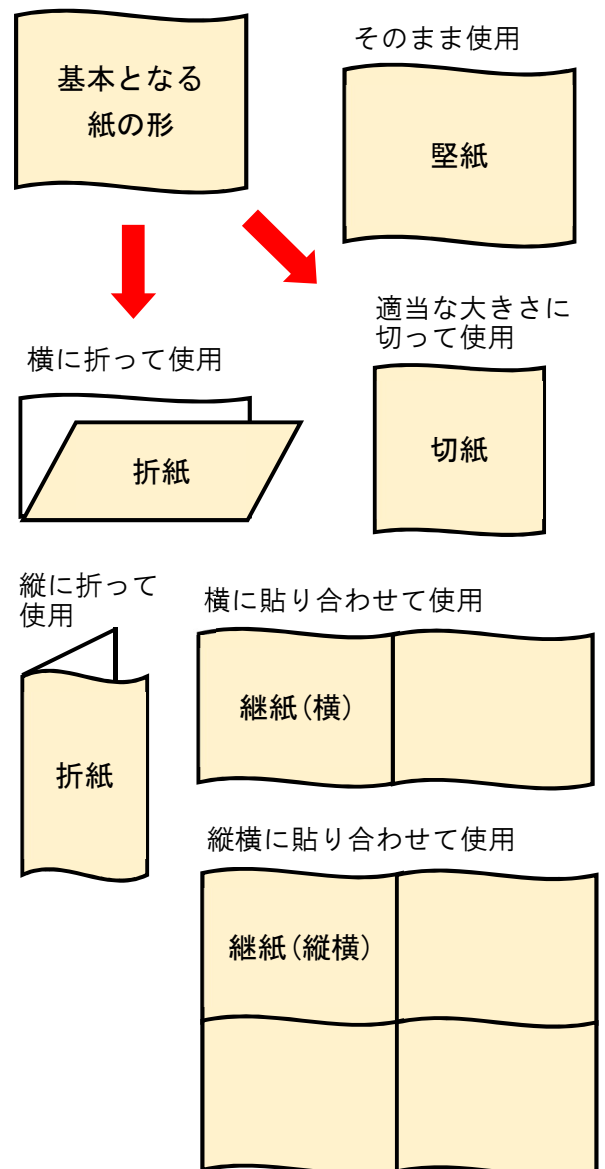 基本となる
紙の形
そのまま使用
堅紙
横に折って使用
折紙
適当な大きさに
切って使用
切紙
縦に折って
使用
折紙
横に貼り合わせて使用
継紙(横)
縦横に貼り合わせて使用
継紙(縦横)